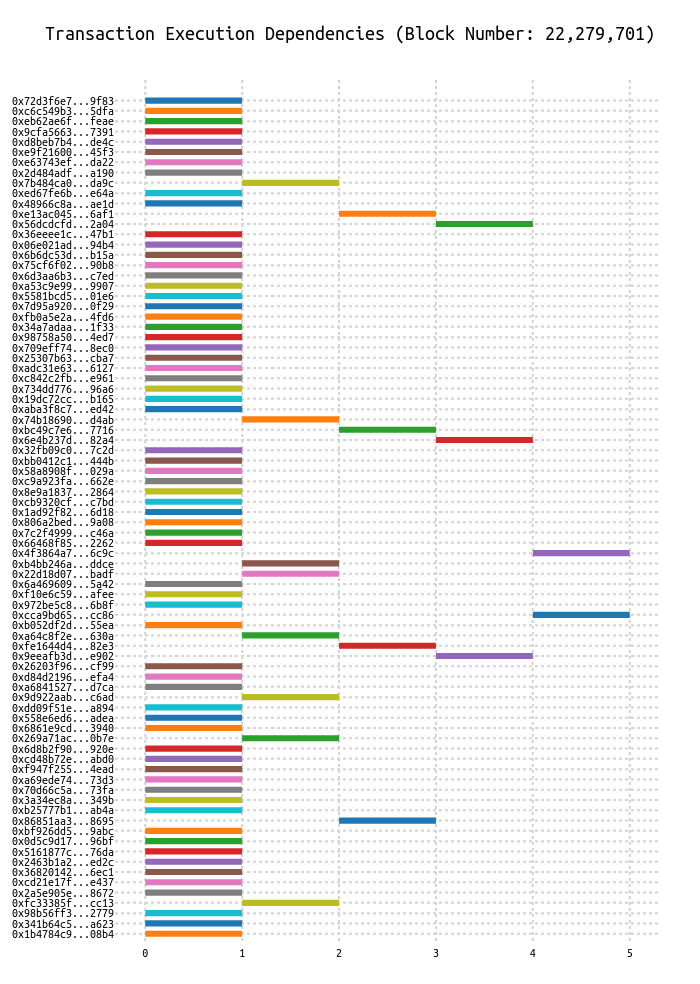 Transaction Execution Dependencies (Block Number: 22,279,701)
0x72d3f6e7...9f83
0xc6c549b3...5dfa
0xeb62ae6f...feae
0x9cfa5663...7391
0xd8beb7b4...de4c
0xe9f21600...45f3
0xe63743ef...da22
0x2d484adf...a190
0x7b484ca0...da9c
0xed67fe6b...e64a
0x48966c8a...ae1d
0xe13ac045...6af1
0x56dcdcfd...2a04
0x36eeee1c...47b1
0x06e021ad...94b4
0x6b6dc53d...b15a
0x75cf6f02...90b8
0x6d3aa6b3...c7ed
0xa53c9e99...9907
0x5581bcd5...01e6
0x7d95a920...0f29
0xfb0a5e2a...4fd6
0x34a7adaa...1f33
0x98758a50...4ed7
0x709eff74...8ec0
0x25307b63...cba7
0xadc31e63...6127
0xc842c2fb...e961
0x734dd776...96a6
0x19dc72cc...b165
0xaba3f8c7...ed42
0x74b18690...d4ab
0xbc49c7e6...7716
0x6e4b237d...82a4
0x32fb09c0...7c2d
0xbb0412c1...444b
0x58a8908f...029a
0xc9a923fa...662e
0x8e9a1837...2864
0xcb9320cf...c7bd
0x1ad92f82...6d18
0x806a2bed...9a08
0x7c2f4999...c46a
0x66468f85...2262
0x4f3864a7...6c9c
0xb4bb246a...ddce
0x22d18d07...badf
0x6a469609...5a42
0xf10e6c59...afee
0x972be5c8...6b8f
0xcca9bd65...cc86
0xb052df2d...55ea
0xa64c8f2e...630a
0xfe1644d4...82e3
0x9eeafb3d...e902
0x26203f96...cf99
0xd84d2196...efa4
0xa6841527...d7ca
0x9d922aab...c6ad
0xdd09f51e...a894
0x558e6ed6...adea
0x6861e9cd...3940
0x269a71ac...0b7e
0x6d8b2f90...920e
0xcd48b72e...abd0
0xf947f255...4ead
0xa69ede74...73d3
0x70d66c5a...73fa
0x3a34ec8a...349b
0xb25777b1...ab4a
0x86851aa3...8695
0xbf926dd5...9abc
0x0d5c9d17...96bf
0x5161877c...76da
0x2463b1a2...ed2c
0x36820142...6ec1
0xcd21e17f...e437
0x2a5e905e...8672
0xfc33385f...cc13
0x98b56ff3...2779
0x341b64c5...a623
0x1b4784c9...08b4
0 1 2 3 4 5